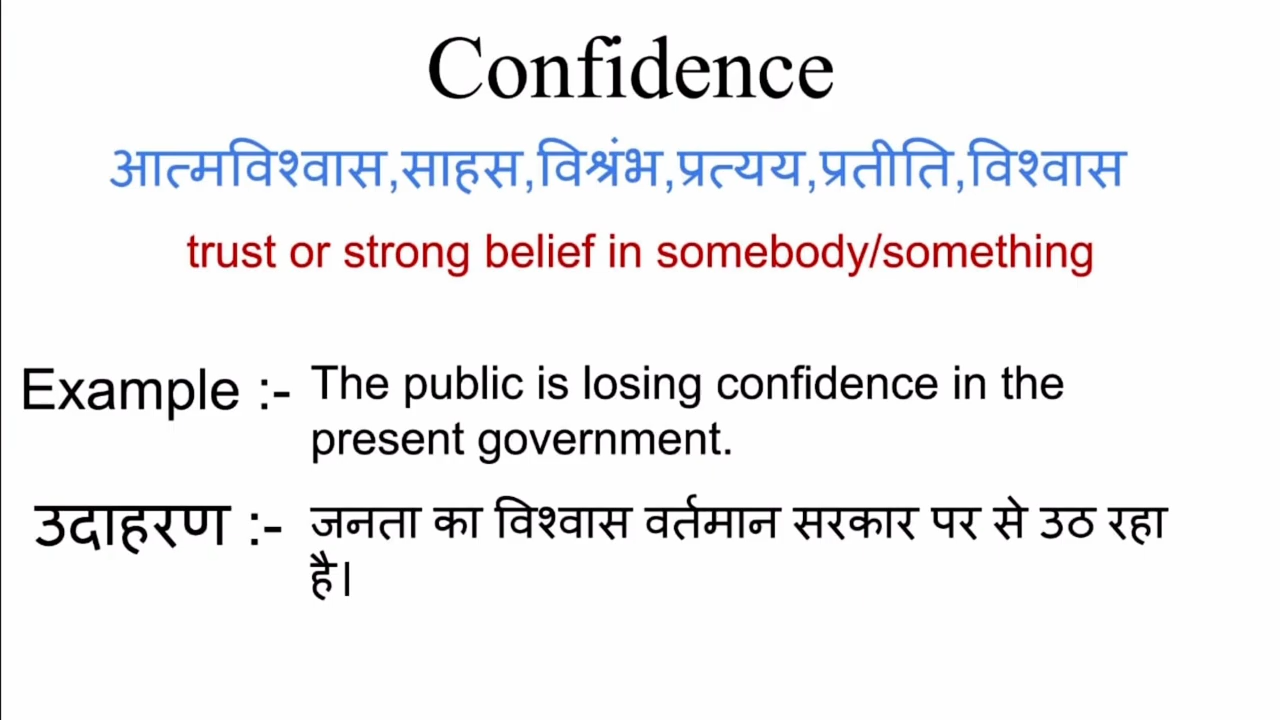 Confidence
आत्मविश्वास,साहस,विश्रंभ,प्रत्यय,प्रतीति,विश्वास
trust or strong belief in somebody/something
Example :- The public is losing confidence in the
present government.
उदाहरण :- जनता का विश्वास वर्तमान सरकार पर से उठ रहा
है।